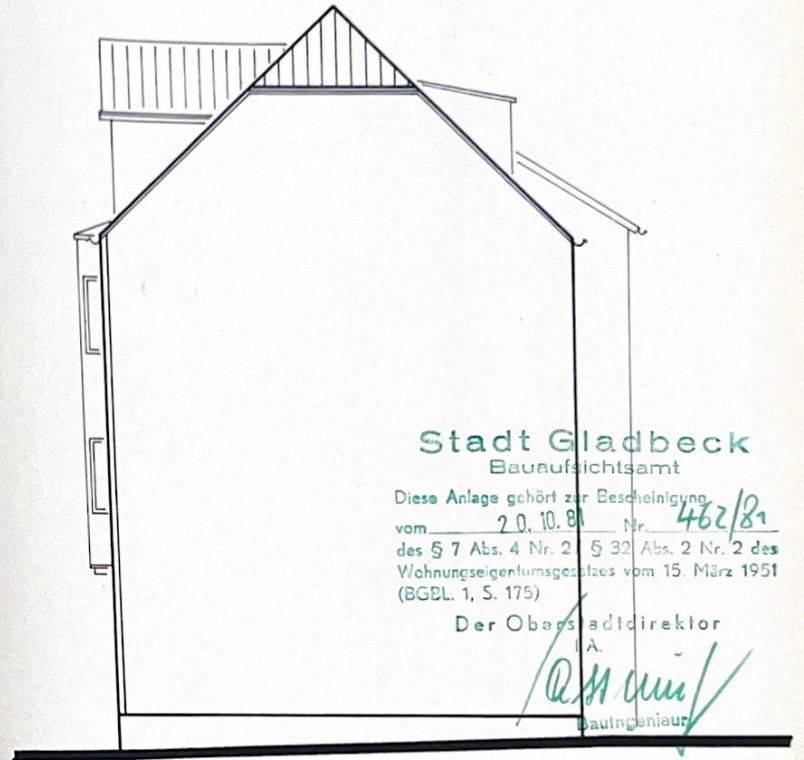 Stadt Gladbeck
Bauaufsichtsamt
Diese Anlage gehört zur Bescheinigung
vom 20.10.81 Nr. 462/81
des § 7 Abs. 4 Nr. 2 § 32 Abs. 2 Nr. 2 des
Wohnungseigentumsgesetzes vom 15. März 1951
(BGBL. 1, S. 175)
Der Oberstadtdirektor
I A.
Bauingenieur